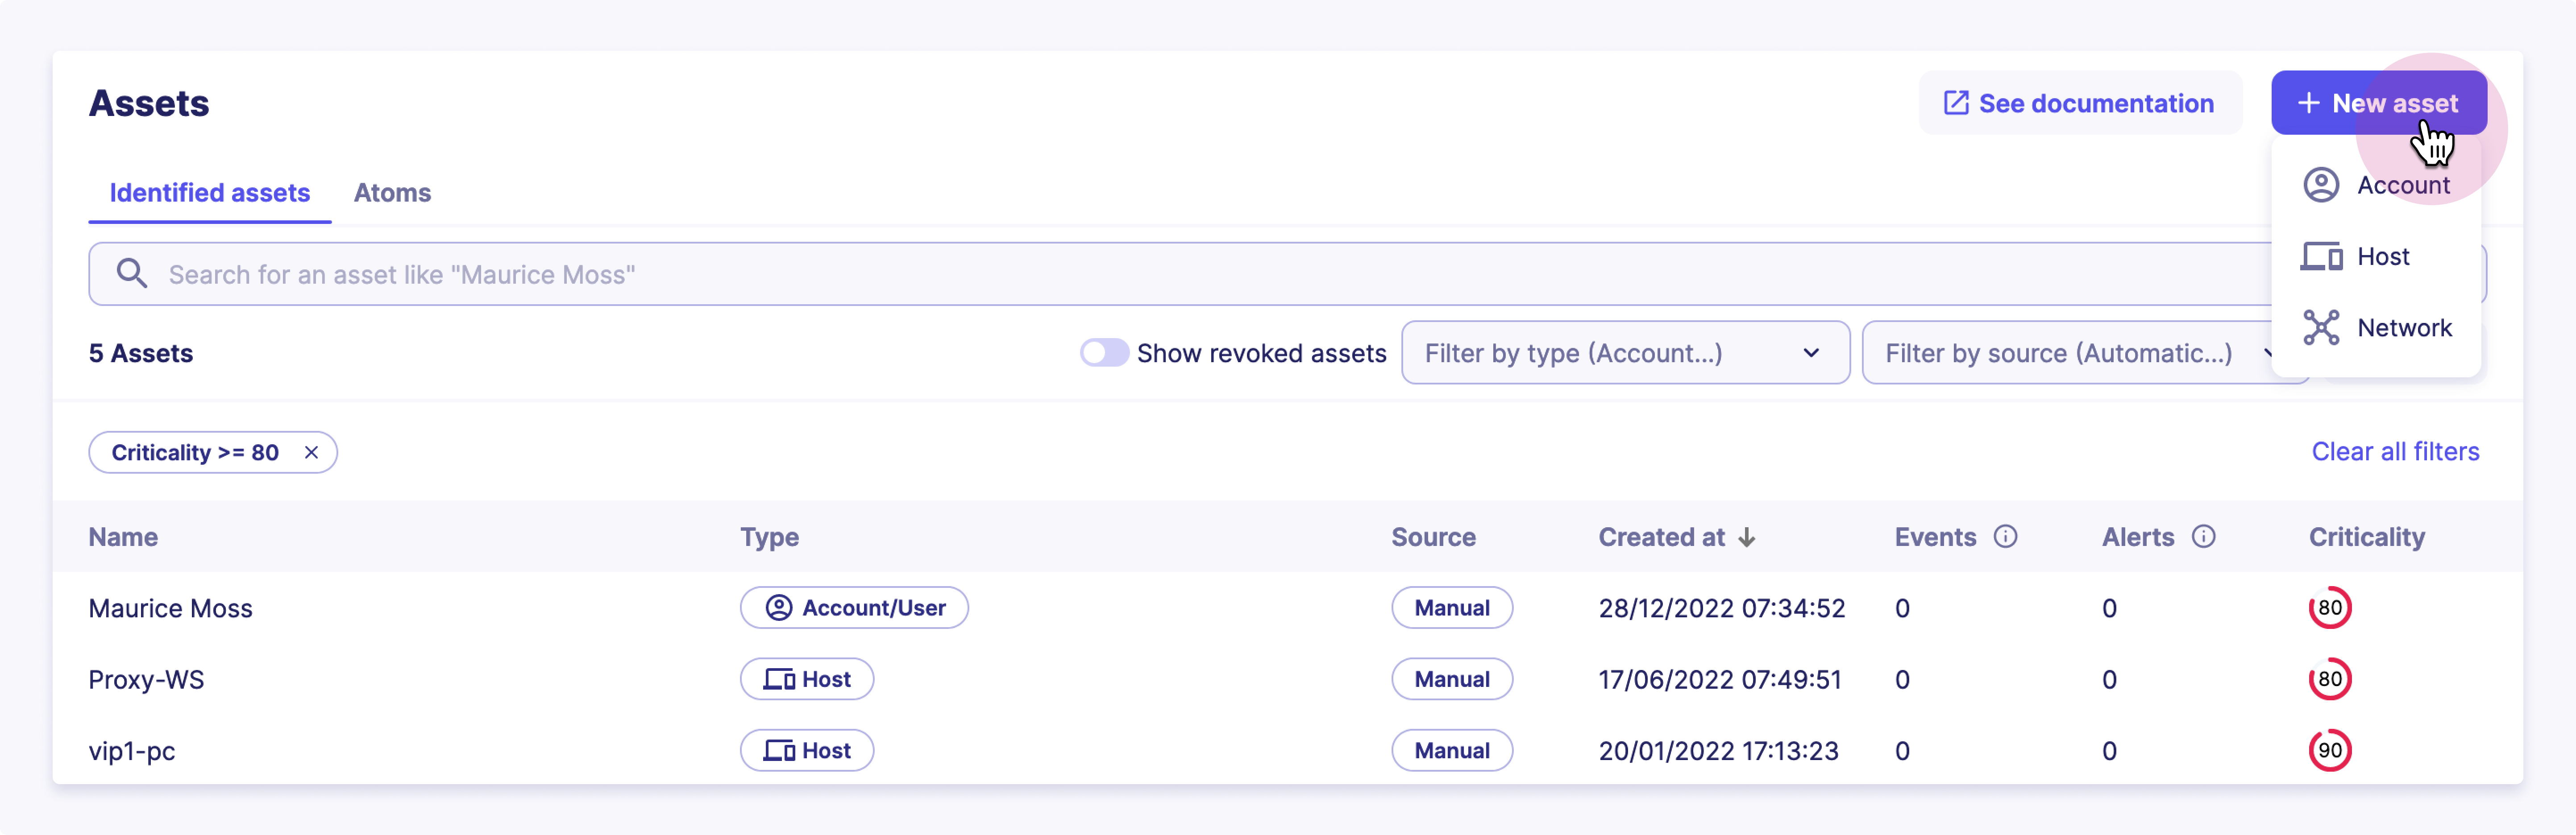 Assets
See documentation
New asset
Account
Host
Network
Identified assets
Atoms
Search for an asset like "Maurice Moss"
5 Assets
Show revoked assets
Filter by type (Account...)
Filter by source (Automatic...)
Criticality >= 80
Clear all filters
Name Type Source Created at Events Alerts Criticality
Maurice Moss Account/User Manual 28/12/2022 07:34:52 0 0 80
Proxy-WS Host Manual 17/06/2022 07:49:51 0 0 80
vip1-pc Host Manual 20/01/2022 17:13:23 0 0 90